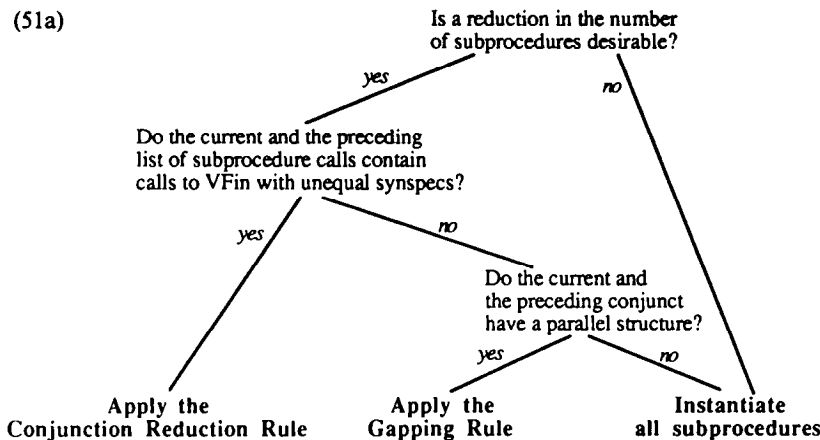 (51a)
Is a reduction in the number
of subprocedures desirable?
yes
no
Do the current and the preceding
list of subprocedure calls contain
calls to VFin with unequal synspecs?
yes
no
Do the current and
the preceding conjunct
have a parallel structure?
yes
no
Apply the
Conjunction Reduction Rule
Apply the
Gapping Rule
Instantiate
all subprocedures